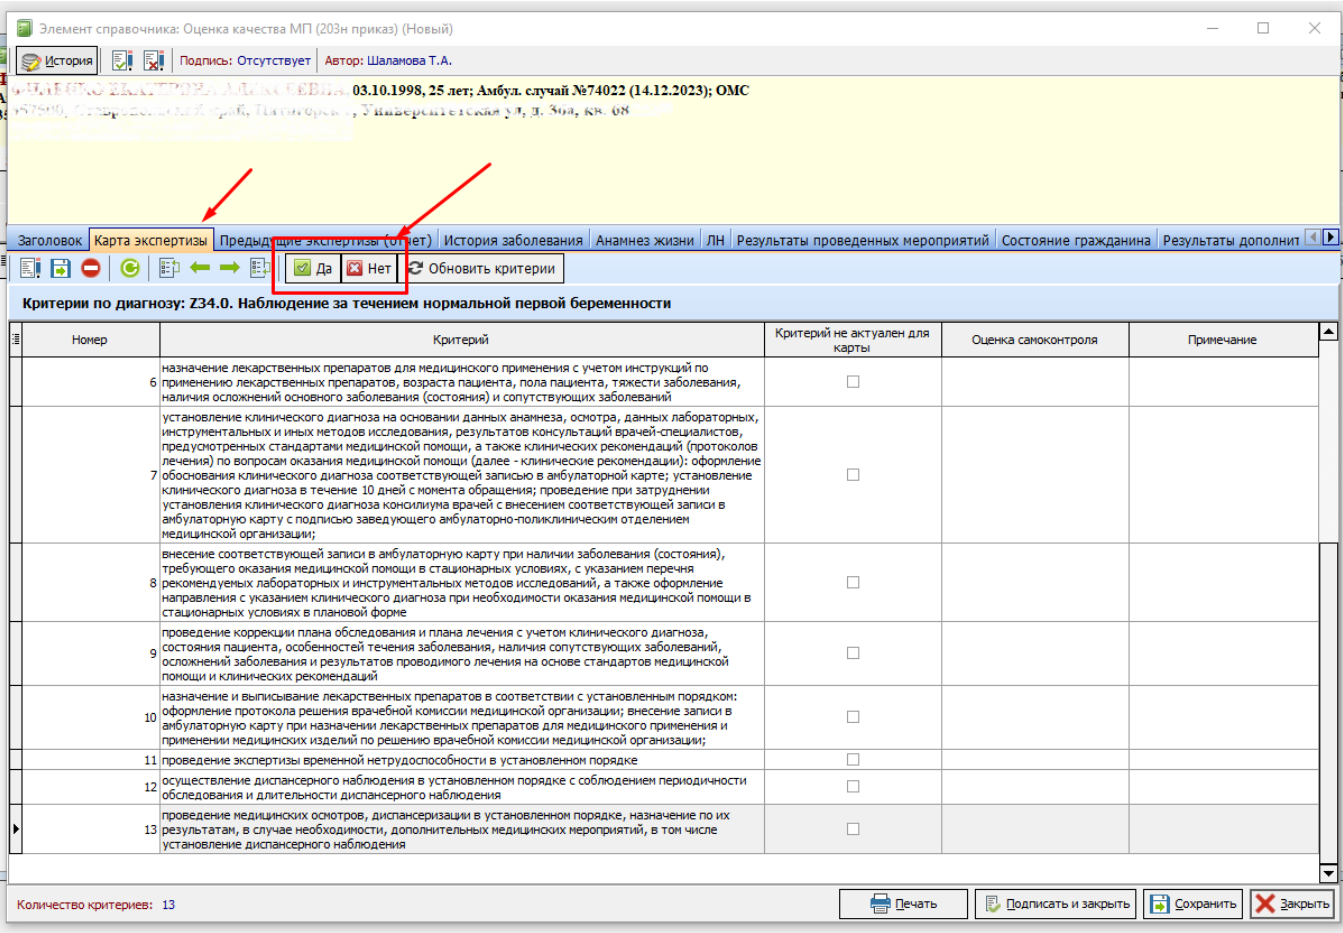 Элемент справочника: Оценка качества МП (203н приказ) (Новый)
История
Подпись: Отсутствует
Автор: Шаламова Т.А.
03.10.1998, 25 лет; Амбул. случай №74022 (14.12.2023); ОМС
Университетская ул, д. 36а, кв. 68
Заголовок
Карта экспертизы
Предыдущие экспертизы (отчет)
История заболевания
Анамнез жизни
ЛН
Результаты проведенных мероприятий
Состояние гражданина
Результаты дополнит
Да
Нет
Обновить критерии
Критерии по диагнозу: Z34.0. Наблюдение за течением нормальной первой беременности
Номер
Критерий
Критерий не актуален для
карты
Оценка самоконтроля
Примечание
назначение лекарственных препаратов для медицинского применения с учетом инструкций по
6 применению лекарственных препаратов, возраста пациента, пола пациента, тяжести заболевания,
наличия осложнений основного заболевания (состояния) и сопутствующих заболеваний
установление клинического диагноза на основании данных анамнеза, осмотра, данных лабораторных,
инструментальных и иных методов исследования, результатов консультаций врачей-специалистов,
предусмотренных стандартами медицинской помощи, а также клинических рекомендаций (протоколов
лечения) по вопросам оказания медицинской помощи (далее - клинические рекомендации): оформление
7 обоснования клинического диагноза соответствующей записью в амбулаторной карте; установление
клинического диагноза в течение 10 дней с момента обращения; проведение при затруднении
установления клинического диагноза консилиума врачей с внесением соответствующей записи в
амбулаторную карту с подписью заведующего амбулаторно-поликлиническим отделением
медицинской организации;
внесение соответствующей записи в амбулаторную карту при наличии заболевания (состояния),
требующего оказания медицинской помощи в стационарных условиях, с указанием перечня
8 рекомендуемых лабораторных и инструментальных методов исследований, а также оформление
направления с указанием клинического диагноза при необходимости оказания медицинской помощи в
стационарных условиях в плановой форме
проведение коррекции плана обследования и плана лечения с учетом клинического диагноза,
9 состояния пациента, особенностей течения заболевания, наличия сопутствующих заболеваний,
осложнений заболевания и результатов проводимого лечения на основе стандартов медицинской
помощи и клинических рекомендаций
назначение и выписывание лекарственных препаратов в соответствии с установленным порядком:
10 оформление протокола решения врачебной комиссии медицинской организации; внесение записи в
амбулаторную карту при назначении лекарственных препаратов для медицинского применения и
применении медицинских изделий по решению врачебной комиссии медицинской организации;
11 проведение экспертизы временной нетрудоспособности в установленном порядке
12 осуществление диспансерного наблюдения в установленном порядке с соблюдением периодичности
обследования и длительности диспансерного наблюдения
проведение медицинских осмотров, диспансеризации в установленном порядке, назначение по их
13 результатам, в случае необходимости, дополнительных медицинских мероприятий, в том числе
установление диспансерного наблюдения
Количество критериев: 13
Печать
Подписать и закрыть
Сохранить
Закрыть